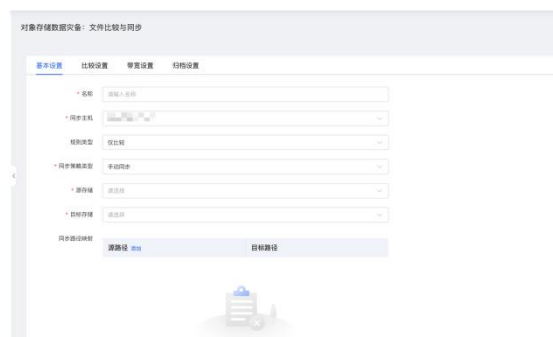 对象存储数据灾备：文件比较与同步
基本设置 比较设置 带宽设置 归档设置
* 名称 请输入名称
* 同步主机
规则类型 仅比较
* 同步策略类型 手动同步
* 源存储 请选择
* 目标存储 请选择
同步路径映射
源路径 添加 目标路径